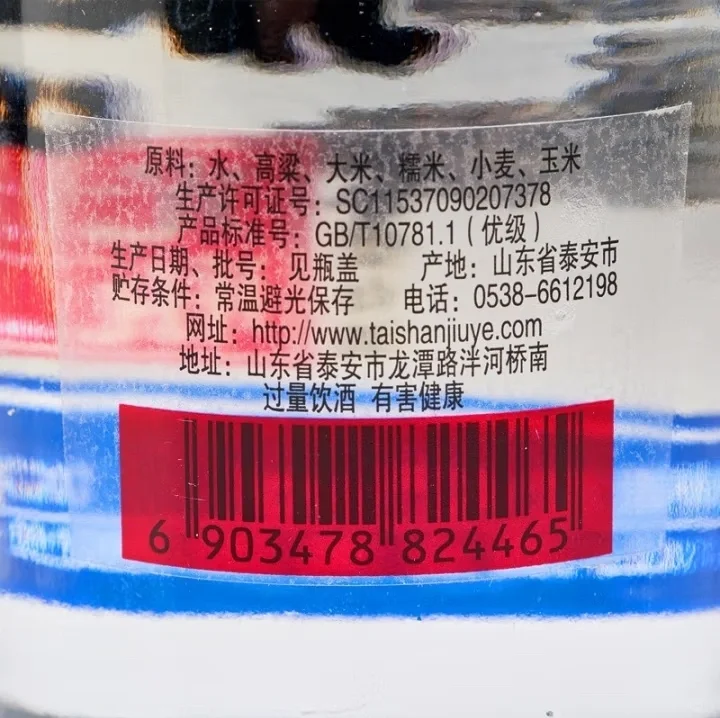 原料：水、高粱、大米、糯米、小麦、玉米
生产许可证号：SC11537090207378
产品标准号：GB/T10781.1（优级）
生产日期、批号：见瓶盖 产地：山东省泰安市
贮存条件：常温避光保存 电话：0538-6612198
网址：http://www.taishanjiuye.com
地址：山东省泰安市龙潭路泮河桥南
过量饮酒 有害健康
6 903478 824465